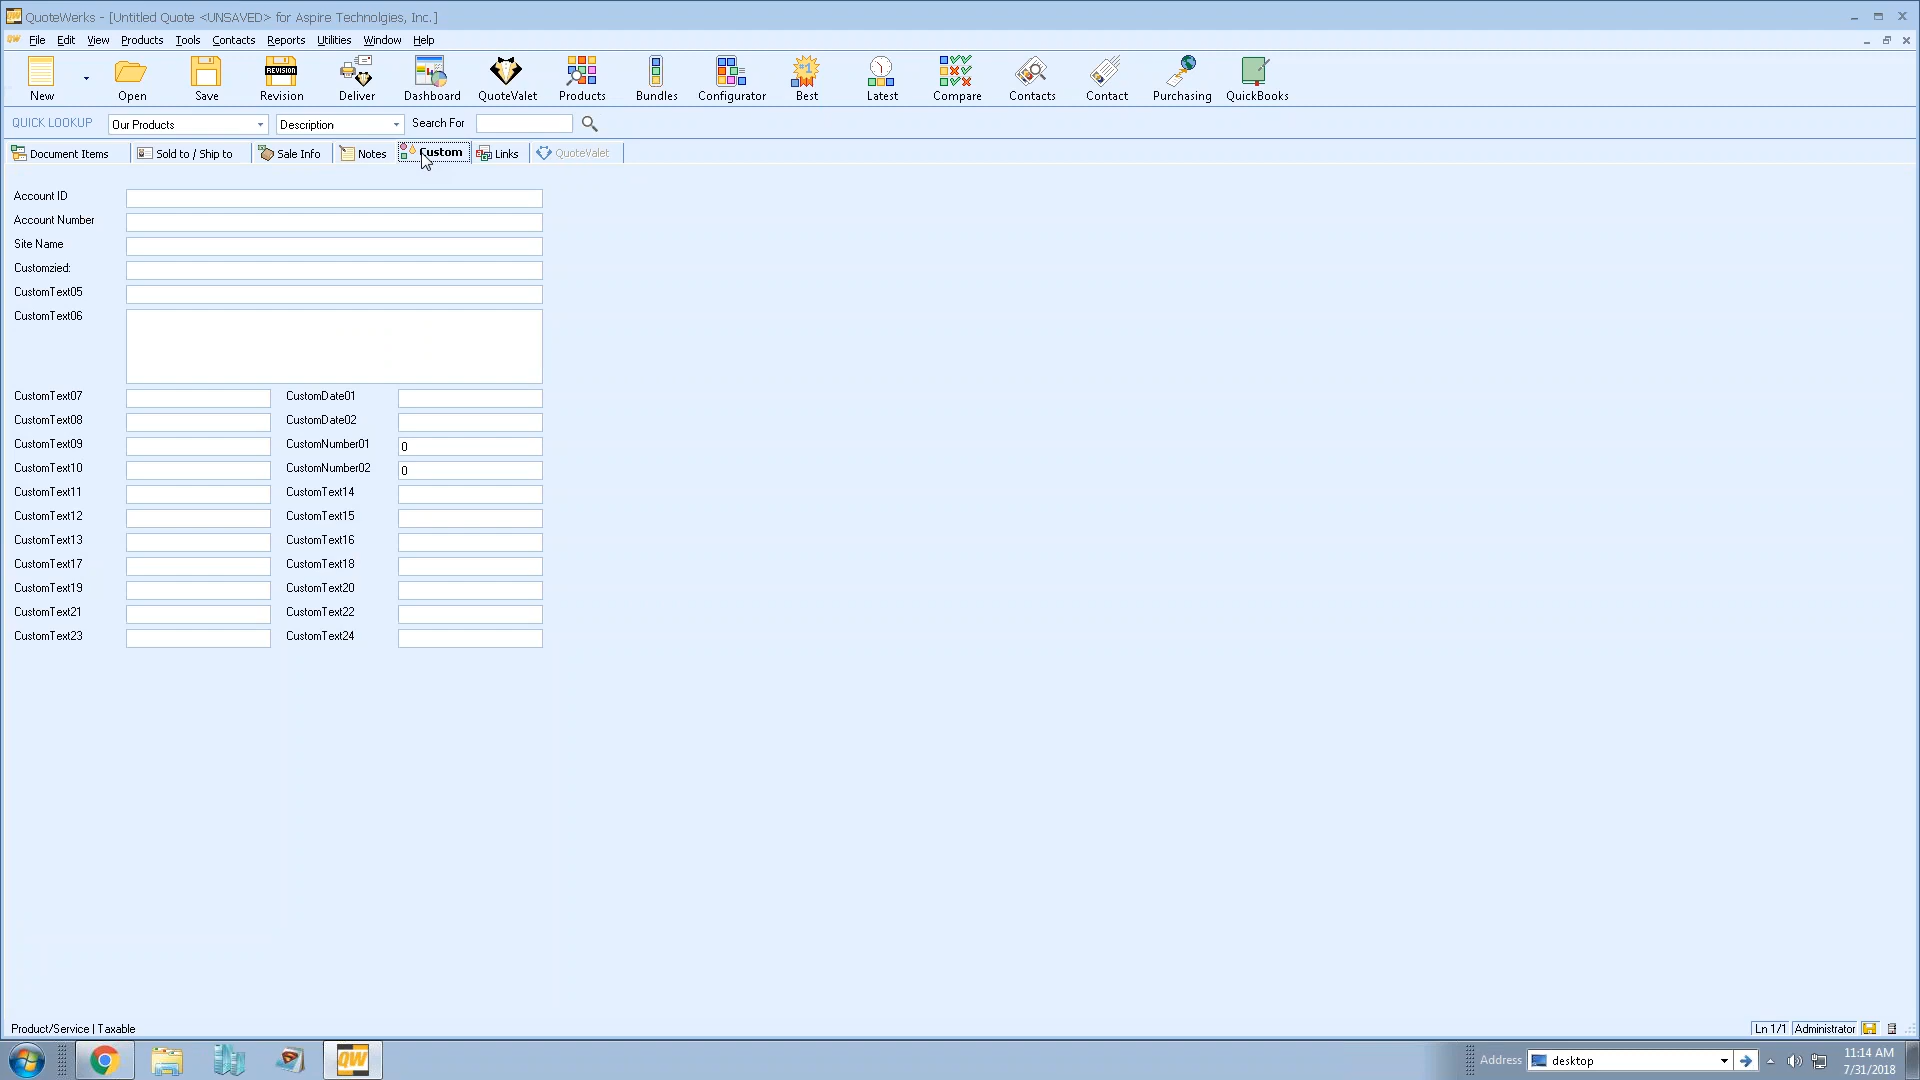 QuoteWerks - [Untitled Quote <UNSAVED> for Aspire Technolgies, Inc.]
File Edit View Products Tools Contacts Reports Utilities Window Help
New Open Save Revision Deliver Dashboard QuoteValet Products Bundles Configurator Best Latest Compare Contacts Contact Purchasing QuickBooks
REVISION
#1
QUICK LOOKUP Our Products Description Search For
Document Items Sold to / Ship to Sale Info Notes Custom Links QuoteValet
Account ID
Account Number
Site Name
Customzied:
CustomText05
CustomText06
CustomText07 CustomDate01
CustomText08 CustomDate02
CustomText09 CustomNumber01 0
CustomText10 CustomNumber02 0
CustomText11 CustomText14
CustomText12 CustomText15
CustomText13 CustomText16
CustomText17 CustomText18
CustomText19 CustomText20
CustomText21 CustomText22
CustomText23 CustomText24
Product/Service | Taxable Ln 1/1 Administrator
QW Address desktop 11:14 AM
7/31/2018